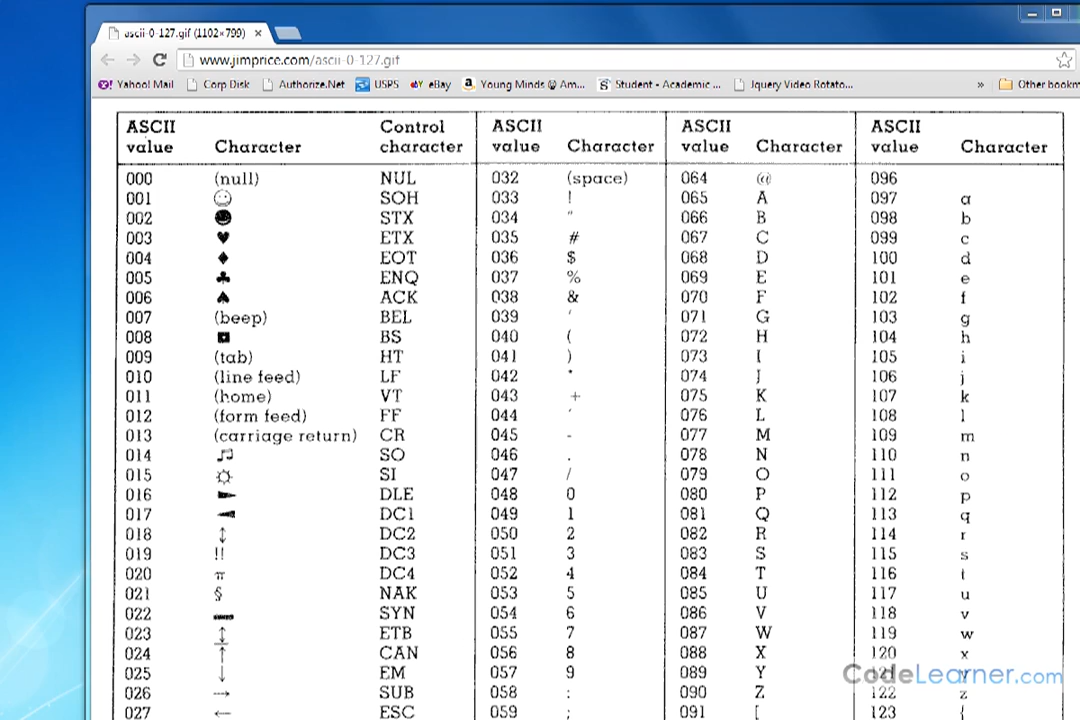 ascii-0-127.gif (1102×799)
www.jimprice.com/ascii-0-127.gif
Yahoo! Mail Corp Disk Authorize.Net USPS eBay Young Minds @ Am... Student - Academic ... Jquery Video Rotato... » Other bookm
ASCII Control ASCII ASCII ASCII
value Character character value Character value Character value Character
000 (null) NUL 032 (space) 064 @ 096
001 ☺ SOH 033 ! 065 A 097 a
002 ☻ STX 034 " 066 B 098 b
003 ♥ ETX 035 # 067 C 099 c
004 ♦ EOT 036 $ 068 D 100 d
005 ♣ ENQ 037 % 069 E 101 e
006 ♠ ACK 038 & 070 F 102 f
007 (beep) BEL 039 ' 071 G 103 g
008 ◘ BS 040 ( 072 H 104 h
009 (tab) HT 041 ) 073 I 105 i
010 (line feed) LF 042 * 074 J 106 j
011 (home) VT 043 + 075 K 107 k
012 (form feed) FF 044 ' 076 L 108 l
013 (carriage return) CR 045 - 077 M 109 m
014 ♫ SO 046 . 078 N 110 n
015 ☼ SI 047 / 079 O 111 o
016 ► DLE 048 0 080 P 112 p
017 ◄ DC1 049 1 081 Q 113 q
018 ↕ DC2 050 2 082 R 114 r
019 !! DC3 051 3 083 S 115 s
020 π DC4 052 4 084 T 116 t
021 § NAK 053 5 085 U 117 u
022 ▬ SYN 054 6 086 V 118 v
023 ↨ ETB 055 7 087 W 119 w
024 ↑ CAN 056 8 088 X 120 x
025 ↓ EM 057 9 089 Y 121 y
CodeLearner.com
026 → SUB 058 : 090 Z 122 z
027 ← ESC 059 ; 091 [ 123 {